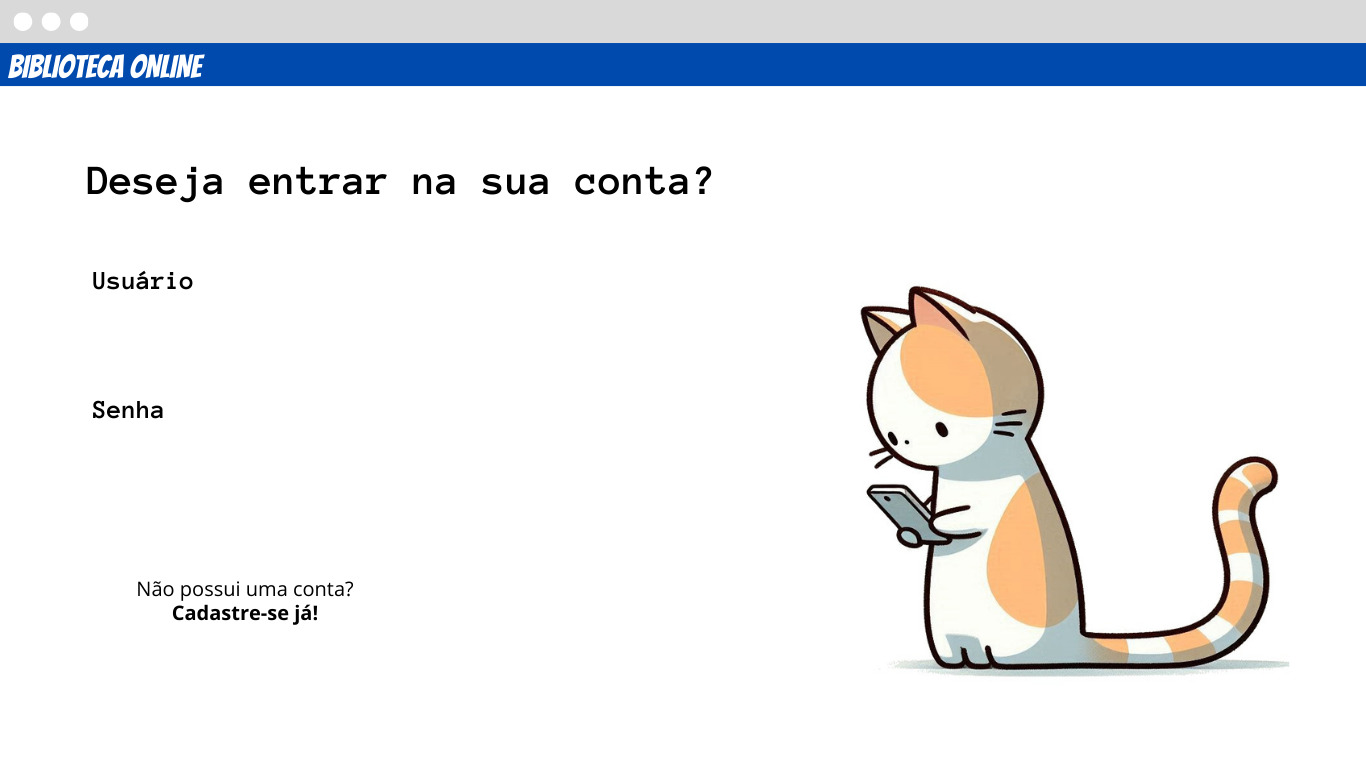 BIBLIOTECA ONLINE
Deseja entrar na sua conta?
Usuário
Senha
Não possui uma conta?
Cadastre-se já!